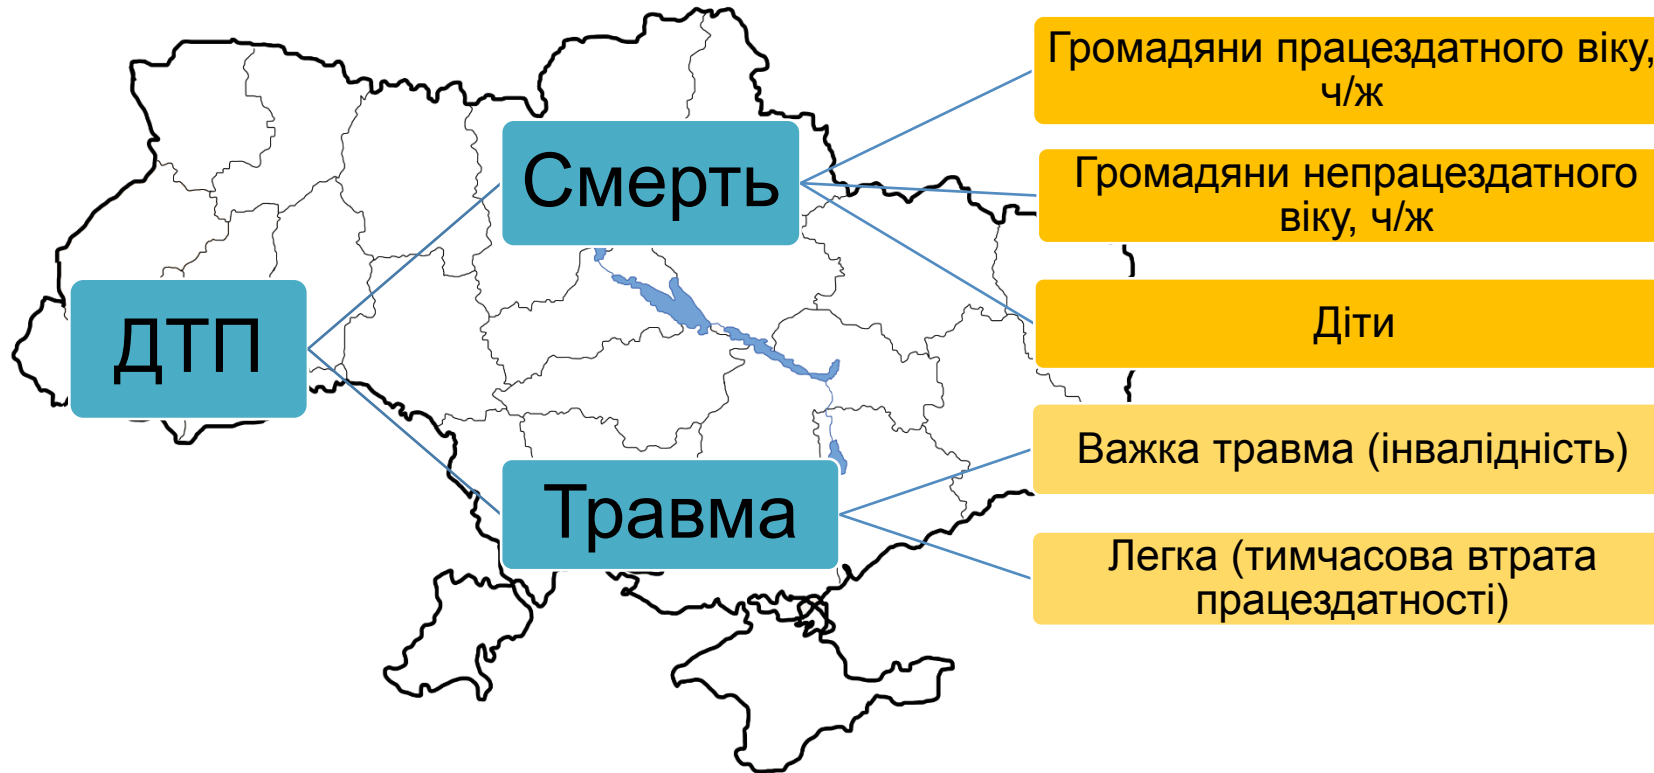 ДТП
Смерть
Травма
Громадяни працездатного віку,
ч/ж
Громадяни непрацездатного
віку, ч/ж
Діти
Важка травма (інвалідність)
Легка (тимчасова втрата
працездатності)